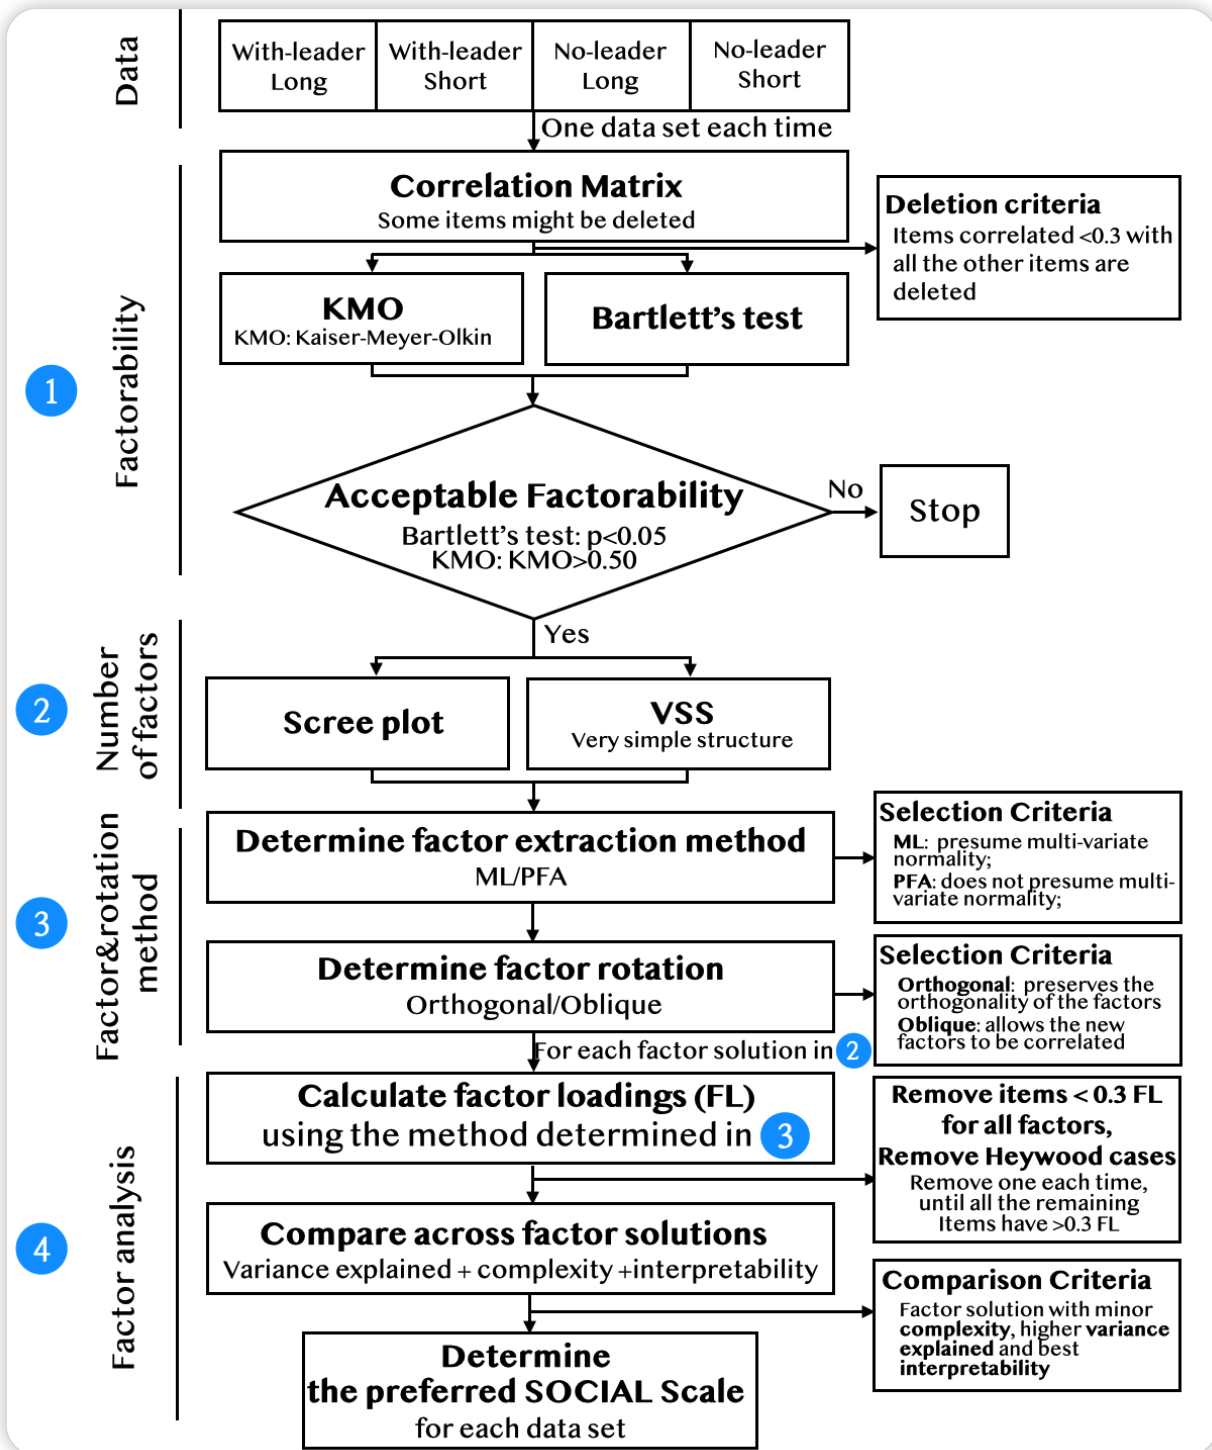 Data
With-leader
Long
With-leader
Short
No-leader
Long
No-leader
Short
One data set each time
1
Factorability
Correlation Matrix
Some items might be deleted
Deletion criteria
Items correlated <0.3 with
all the other items are
deleted
KMO
KMO: Kaiser-Meyer-Olkin
Bartlett's test
Acceptable Factorability
Bartlett's test: p<0.05
KMO: KMO>0.50
No
Stop
Yes
2
Number
of factors
Scree plot
VSS
Very simple structure
3
Factor&rotation
method
Determine factor extraction method
ML/PFA
Selection Criteria
ML: presume multi-variate
normality;
PFA: does not presume multi-
variate normality;
Determine factor rotation
Orthogonal/Oblique
Selection Criteria
Orthogonal: preserves the
orthogonality of the factors
Oblique: allows the new
factors to be correlated
For each factor solution in 2
4
Factor analysis
Calculate factor loadings (FL)
using the method determined in 3
Remove items < 0.3 FL
for all factors,
Remove Heywood cases
Remove one each time,
until all the remaining
Items have >0.3 FL
Compare across factor solutions
Variance explained + complexity +interpretability
Comparison Criteria
Factor solution with minor
complexity, higher variance
explained and best
interpretability
Determine
the preferred SOCIAL Scale
for each data set